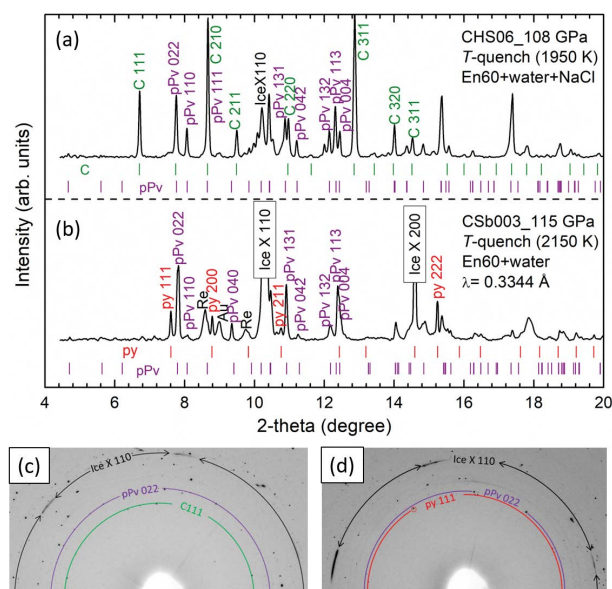 (a)
CHS06_108 GPa
T-quench (1950 K)
En60+water+NaCl
C 111
pPv 022
pPv 110
pPv 111
C 210
C 211
IceX110
pPv 131
C 220
pPv 042
pPv 132
pPv 113
pPv 004
C 311
C 320
C 311
C
pPv
Intensity (arb. units)
(b)
CSb003_115 GPa
T-quench (2150 K)
En60+water
λ= 0.3344 Å
py 111
pPv 022
pPv 110
Re
py 200
Au
pPv 040
Re
Ice X 110
py 211
pPv 131
pPv 042
pPv 132
pPv 113
pPv 004
Ice X 200
py 222
py
pPv
4 6 8 10 12 14 16 18 20
2-theta (degree)
(c)
Ice X 110
pPv 022
C111
(d)
Ice X 110
pPv 022
py 111